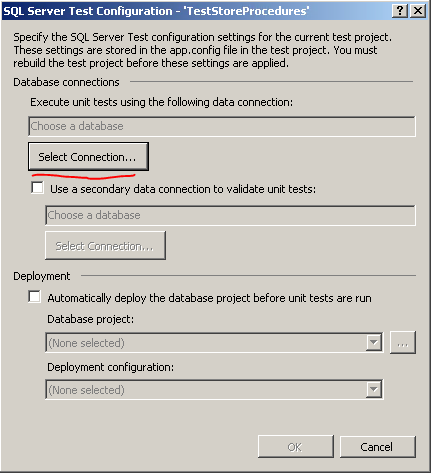 SQL Server Test Configuration - 'TestStoreProcedures'
Specify the SQL Server Test configuration settings for the current test project.
These settings are stored in the app.config file in the test project. You must
rebuild the test project before these settings are applied.
Database connections
Execute unit tests using the following data connection:
Choose a database
Select Connection...
Use a secondary data connection to validate unit tests:
Choose a database
Select Connection...
Deployment
Automatically deploy the database project before unit tests are run
Database project:
(None selected)
...
Deployment configuration:
(None selected)
OK
Cancel